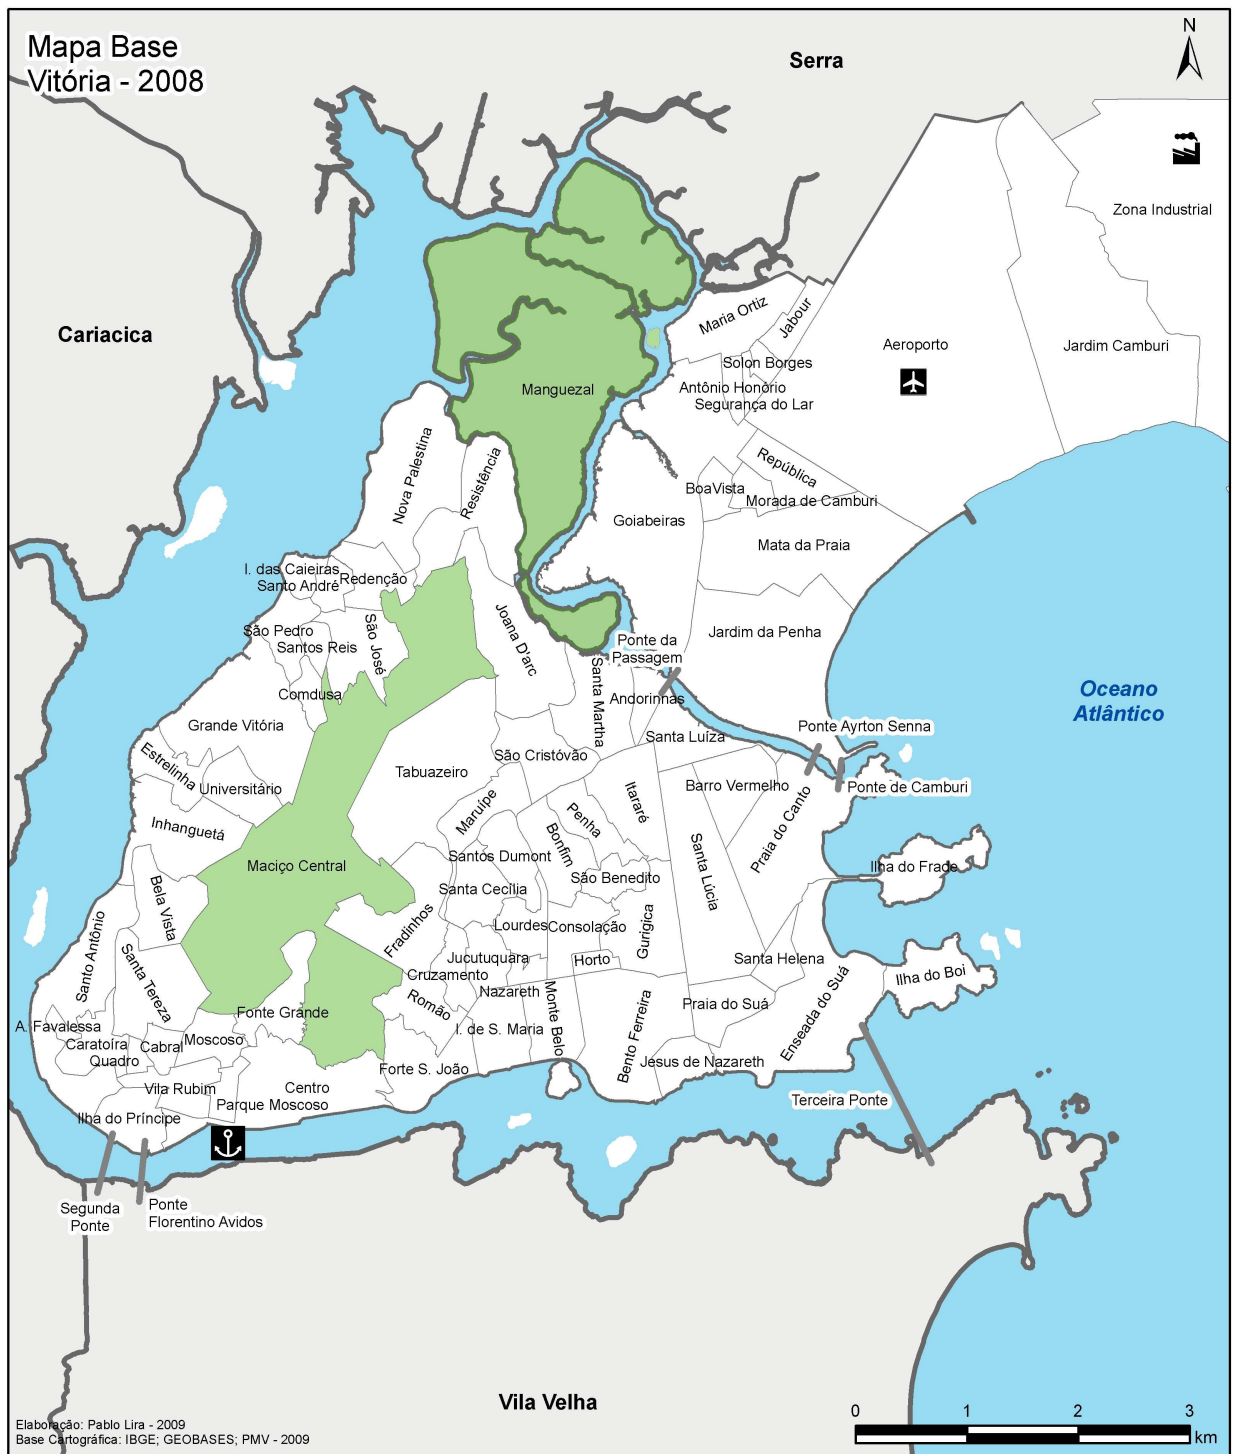 Mapa Base
Vitória - 2008
Serra
N
Zona Industrial
Cariacica
Maria Ortiz
Jabour
Aeroporto
Jardim Camburi
Solon Borges
Antônio Honório
Segurança do Lar
Manguezal
Nova Palestina
Resistência
República
BoaVista
Morada de Camburi
Goiabeiras
Mata da Praia
I. das Caieiras
Santo André
Redenção
São Pedro
Santos Reis
São José
Joana D'arc
Jardim da Penha
Ponte da
Passagem
Santa Martha
Andorinhas
Comdusa
Oceano
Atlântico
Grande Vitória
Santa Luíza
Ponte Ayrton Senna
Estrelinha
Universitário
Tabuazeiro
São Cristóvão
Barro Vermelho
Ponte de Camburi
Inhanguetá
Maruípe
Itararé
Penha
Bonfim
Praia do Canto
Maciço Central
Santos Dumont
Santa Lúcia
Ilha do Frade
São Benedito
Santa Cecília
Bela Vista
Santo Antônio
Fradinhos
Lourdes
Consolação
Gurigica
Santa Tereza
Jucutuquara
Horto
Santa Helena
Cruzamento
Ilha do Boi
Nazareth
Romão
Monte Belo
Praia do Suá
Enseada do Suá
Fonte Grande
A. Favalessa
I. de S. Maria
Bento Ferreira
Caratoíra
Quadro
Cabral
Moscoso
Jesus de Nazareth
Forte S. João
Vila Rubim
Centro
Parque Moscoso
Terceira Ponte
Ilha do Príncipe
Segunda
Ponte
Ponte
Florentino Avidos
Vila Velha
0 1 2 3
km
Elaboração: Pablo Lira - 2009
Base Cartográfica: IBGE; GEOBASES; PMV - 2009